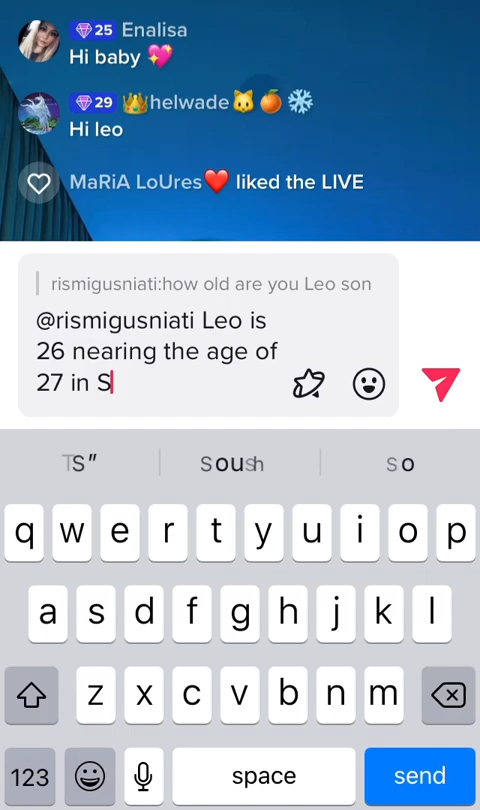 25 Enalisa
Hi baby 💖
29 👑helwade🐱🍊❄️
Hi leo
MaRiA LoUres❤️ liked the LIVE
rismigusniati:how old are you Leo son
@rismigusniati Leo is
26 nearing the age of
27 in S
so
q w e r t y u i o p
a s d f g h j k l
z x c v b n m
123 space send